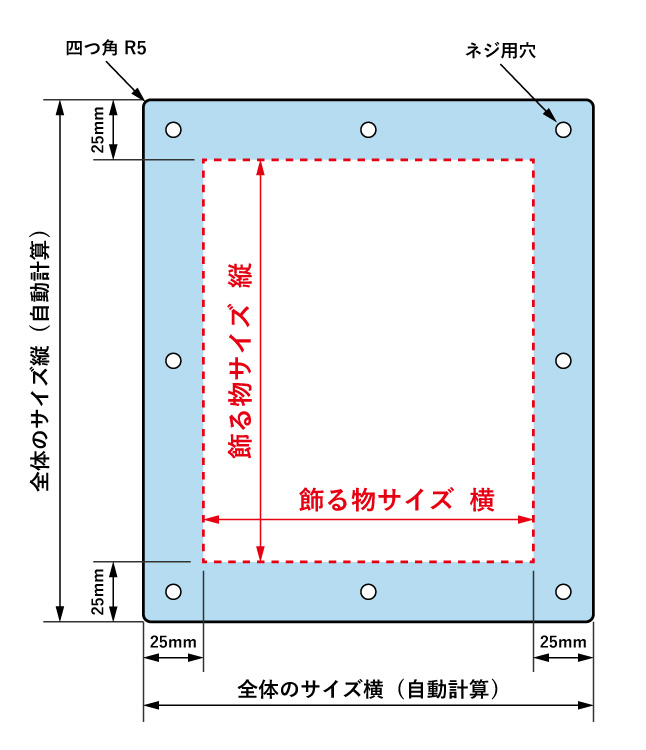 四つ角 R5
ネジ用穴
25mm
全体のサイズ縦（自動計算）
飾る物サイズ 縦
飾る物サイズ 横
25mm
25mm
25mm
全体のサイズ横（自動計算）